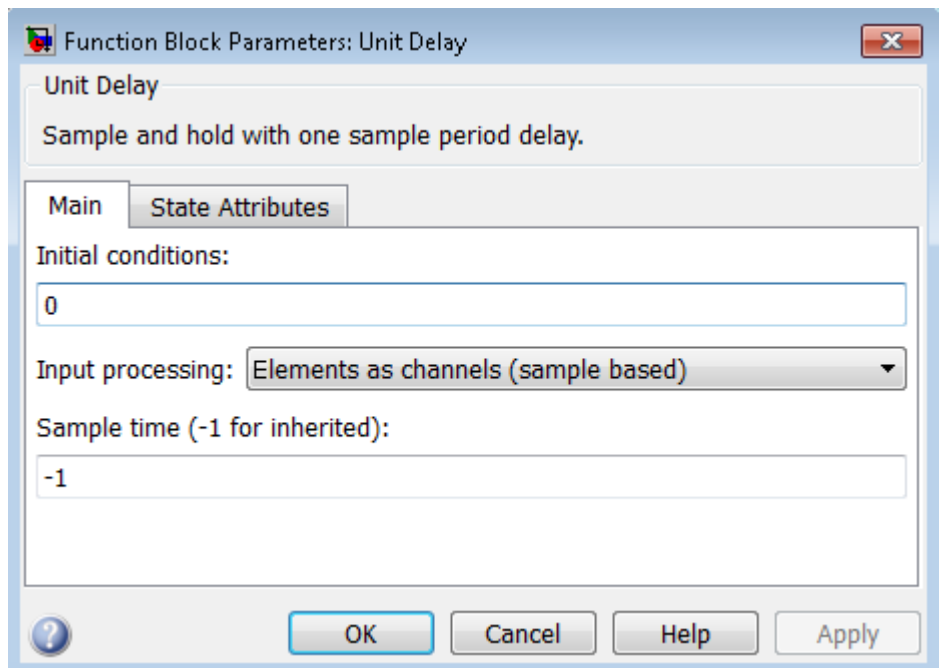 Function Block Parameters: Unit Delay
Unit Delay
Sample and hold with one sample period delay.
Main State Attributes
Initial conditions:
0
Input processing: Elements as channels (sample based)
Sample time (-1 for inherited):
-1
? OK Cancel Help Apply